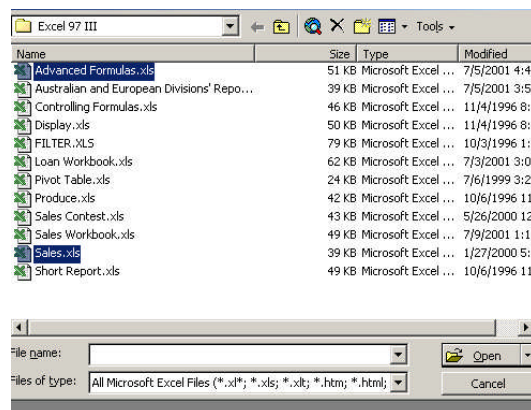 Excel 97 III Tools
Name Size Type Modified
Advanced Formulas.xls 51 KB Microsoft Excel ... 7/5/2001 4:4
Australian and European Divisions' Repo... 39 KB Microsoft Excel ... 7/5/2001 3:5
Controlling Formulas.xls 46 KB Microsoft Excel ... 11/4/1996 8:
Display.xls 50 KB Microsoft Excel ... 11/4/1996 8:
FILTER.XLS 79 KB Microsoft Excel ... 10/3/1996 1:
Loan Workbook.xls 62 KB Microsoft Excel ... 7/3/2001 3:0
Pivot Table.xls 24 KB Microsoft Excel ... 7/6/1999 3:2
Produce.xls 42 KB Microsoft Excel ... 10/6/1996 11
Sales Contest.xls 43 KB Microsoft Excel ... 5/26/2000 12
Sales Workbook.xls 49 KB Microsoft Excel ... 7/9/2001 1:1
Sales.xls 39 KB Microsoft Excel ... 1/27/2000 5:
Short Report.xls 49 KB Microsoft Excel ... 10/6/1996 11
File name: Open
Files of type: All Microsoft Excel Files (*.xl*; *.xls; *.xlt; *.htm; *.html; Cancel